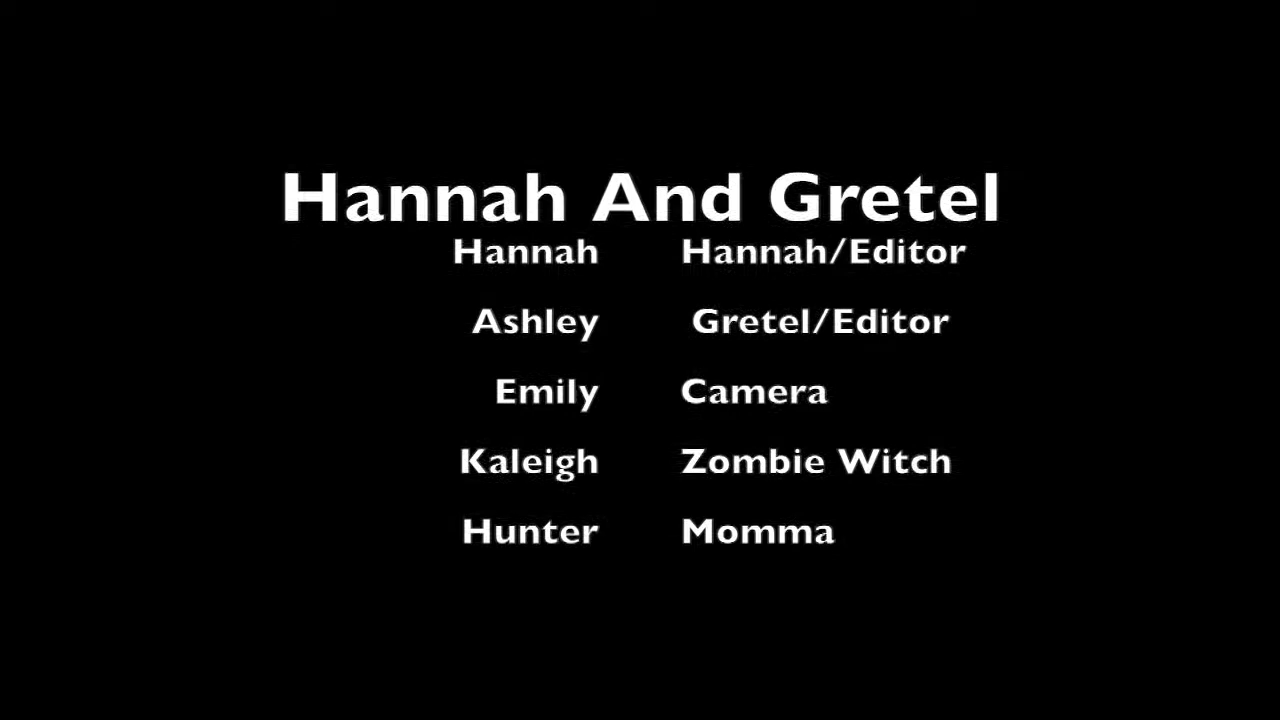 Hannah And Gretel
Hannah Hannah/Editor
Ashley Gretel/Editor
Emily Camera
Kaleigh Zombie Witch
Hunter Momma